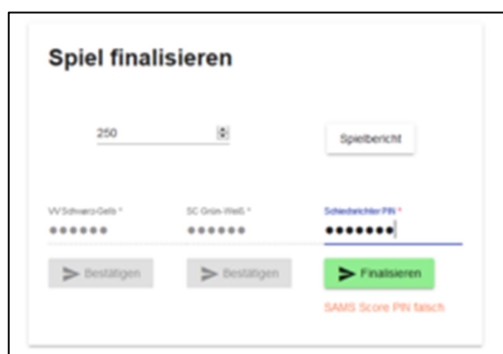 Spiel finalisieren
250
Spielbericht
VV Schwarz-Gelb *
SC Grün-Weiß *
Schiedsrichter PIN *
••••••
••••••
•••••••
Bestätigen
Bestätigen
Finalisieren
SAMS Score PIN falsch